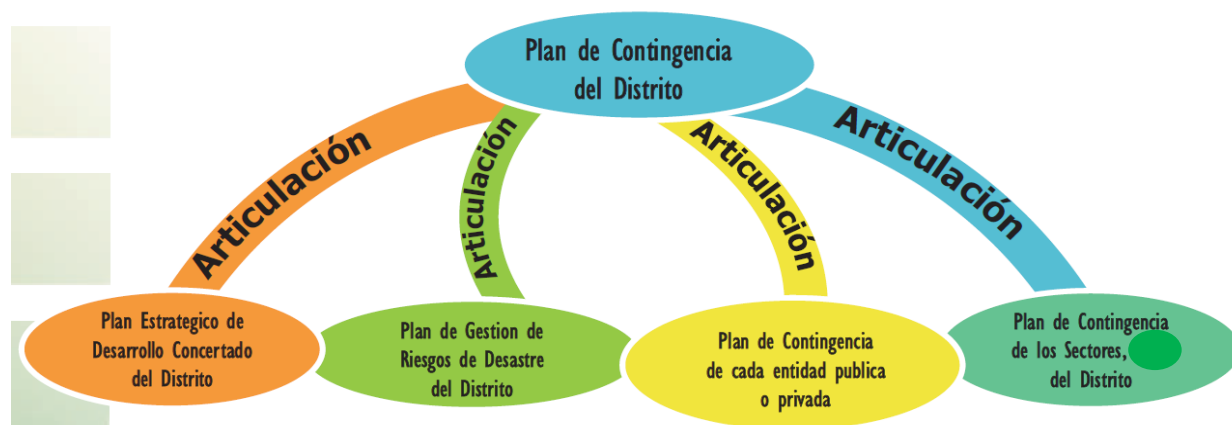 Plan de Contingencia
del Distrito
Articulación
Articulación
Articulación
Articulación
Plan Estrategico de
Desarrollo Concertado
del Distrito
Plan de Gestion de
Riesgos de Desastre
del Distrito
Plan de Contingencia
de cada entidad publica
o privada
Plan de Contingencia
de los Sectores,
del Distrito